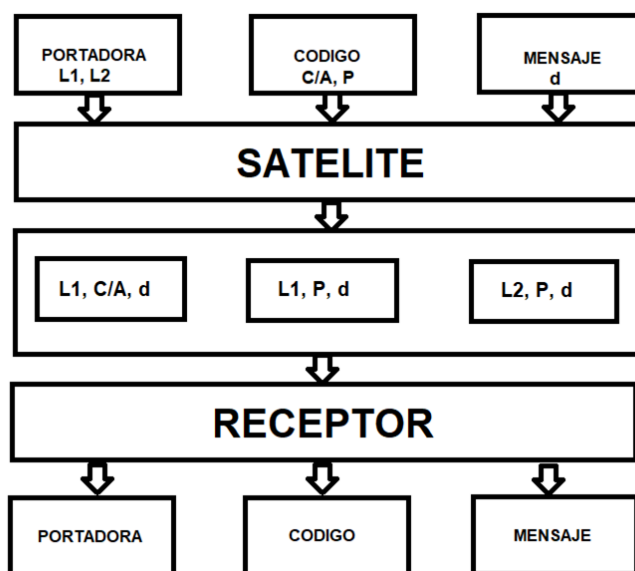 PORTADORA
L1, L2
CODIGO
C/A, P
MENSAJE
d
SATELITE
L1, C/A, d
L1, P, d
L2, P, d
RECEPTOR
PORTADORA
CODIGO
MENSAJE